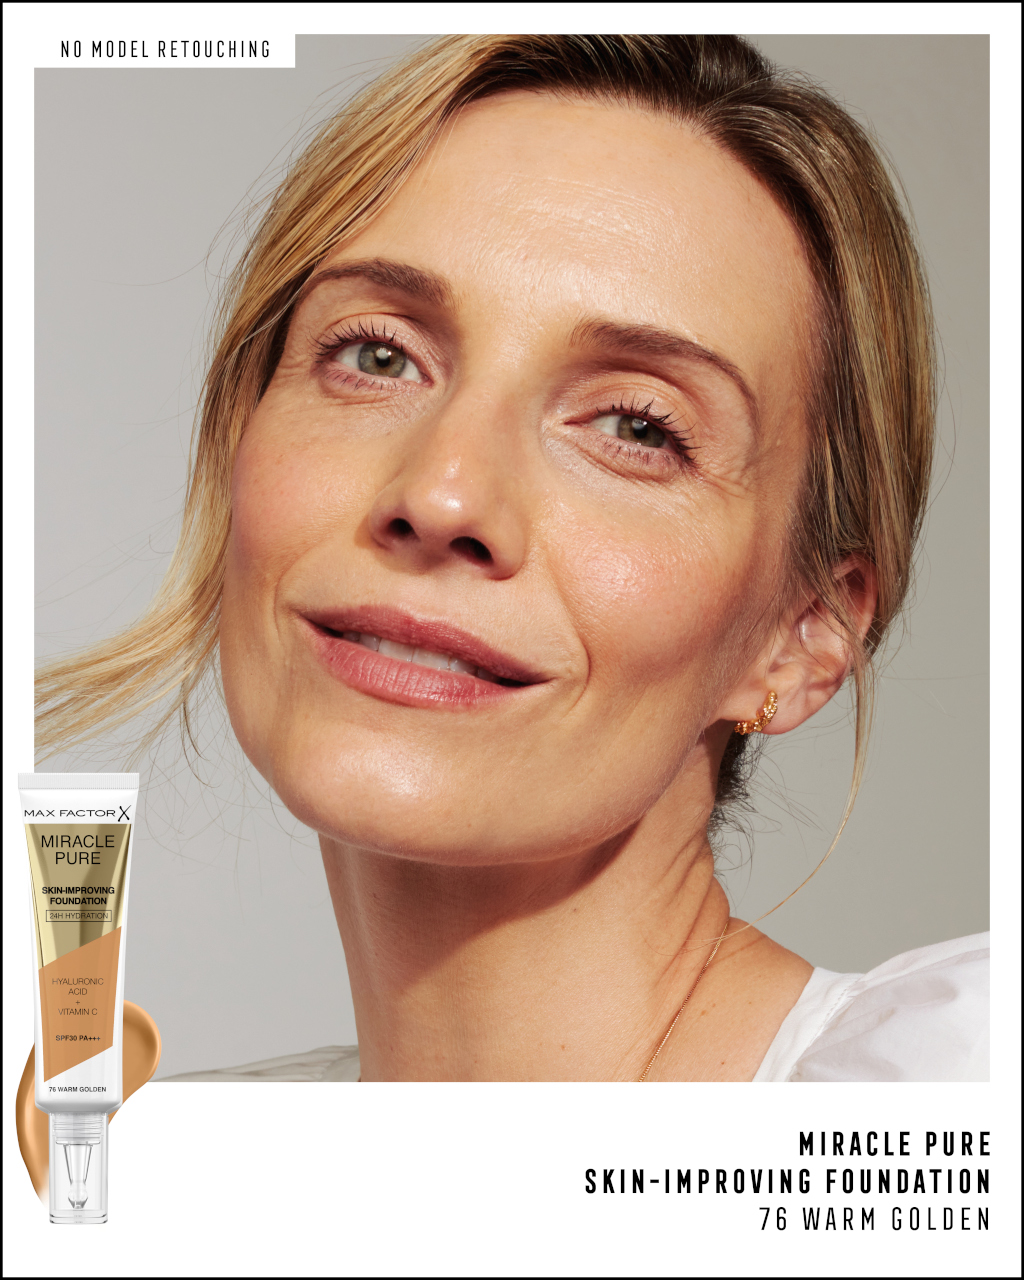 NO MODEL RETOUCHING
MAX FACTOR X
MIRACLE
PURE
SKIN-IMPROVING
FOUNDATION
24H HYDRATION
HYALURONIC
ACID
+
VITAMIN C
SPF30 PA+++
76 WARM GOLDEN
MIRACLE PURE
SKIN-IMPROVING FOUNDATION
76 WARM GOLDEN